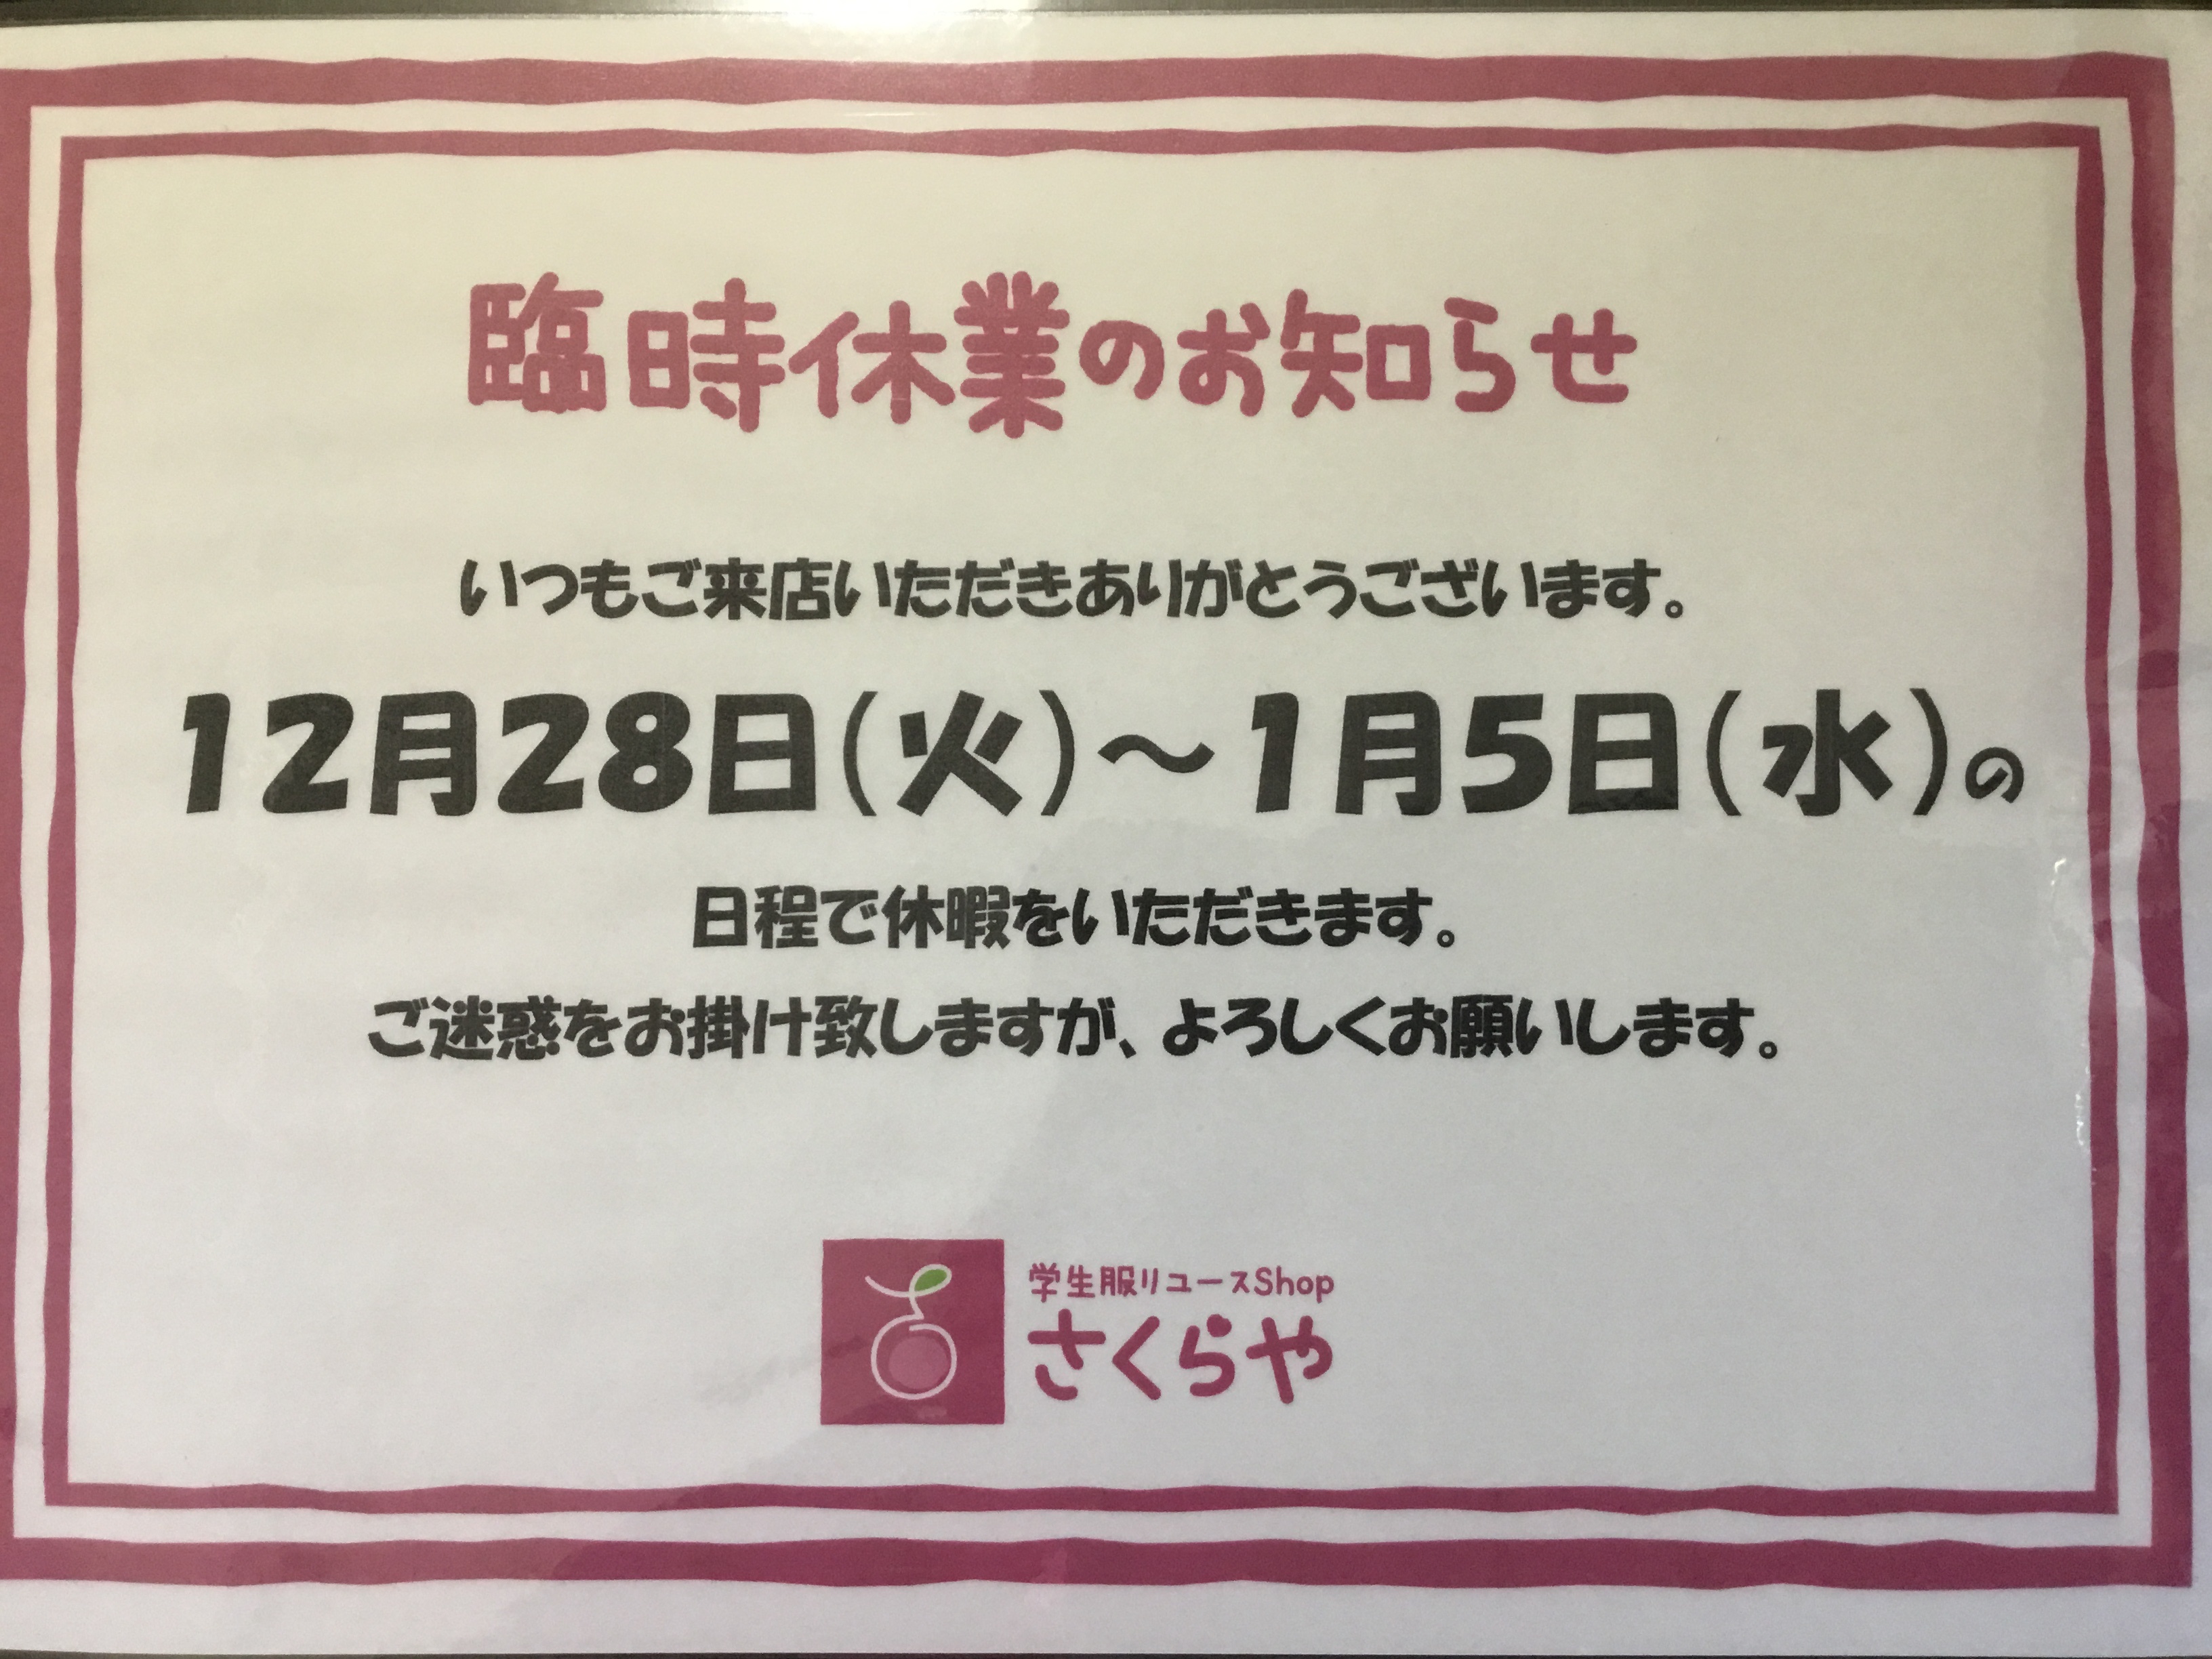 臨時休業のお知らせ
いつもご来店いただきありがとうございます。
12月28日(火)～1月5日(水)の
日程で休暇をいただきます。
ご迷惑をお掛け致しますが、よろしくお願いします。
学生服リユースShop
さくらや